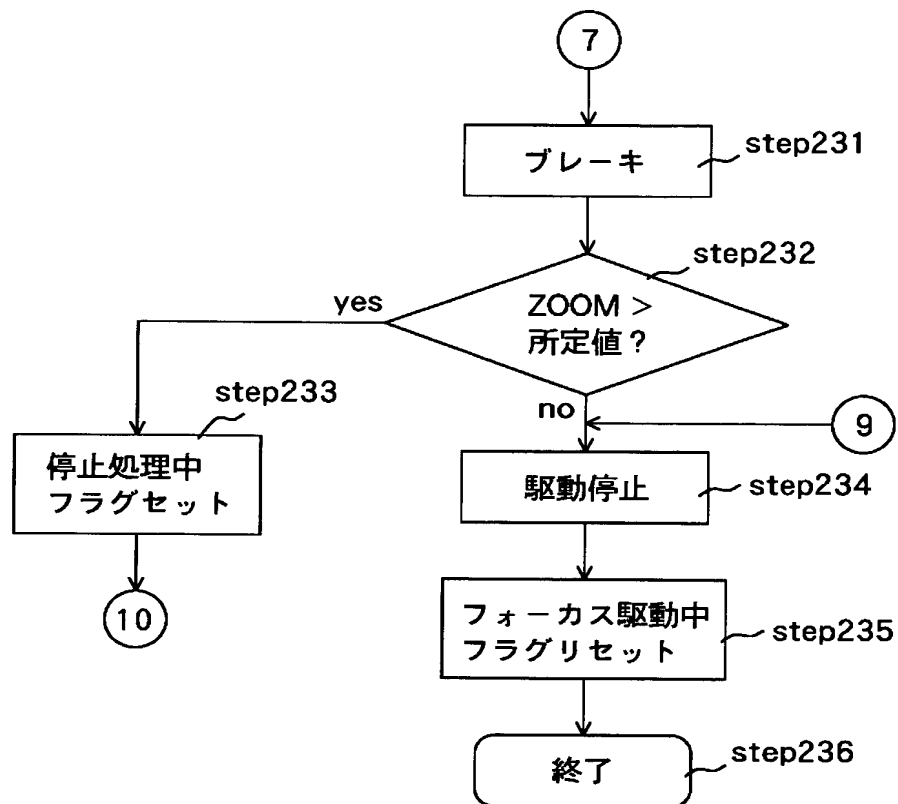 7
ブレーキ
step231
step232
yes
ZOOM >
所定値?
step233
no
9
停止処理中
フラグセット
駆動停止
step234
10
フォーカス駆動中
フラグリセット
step235
終了
step236